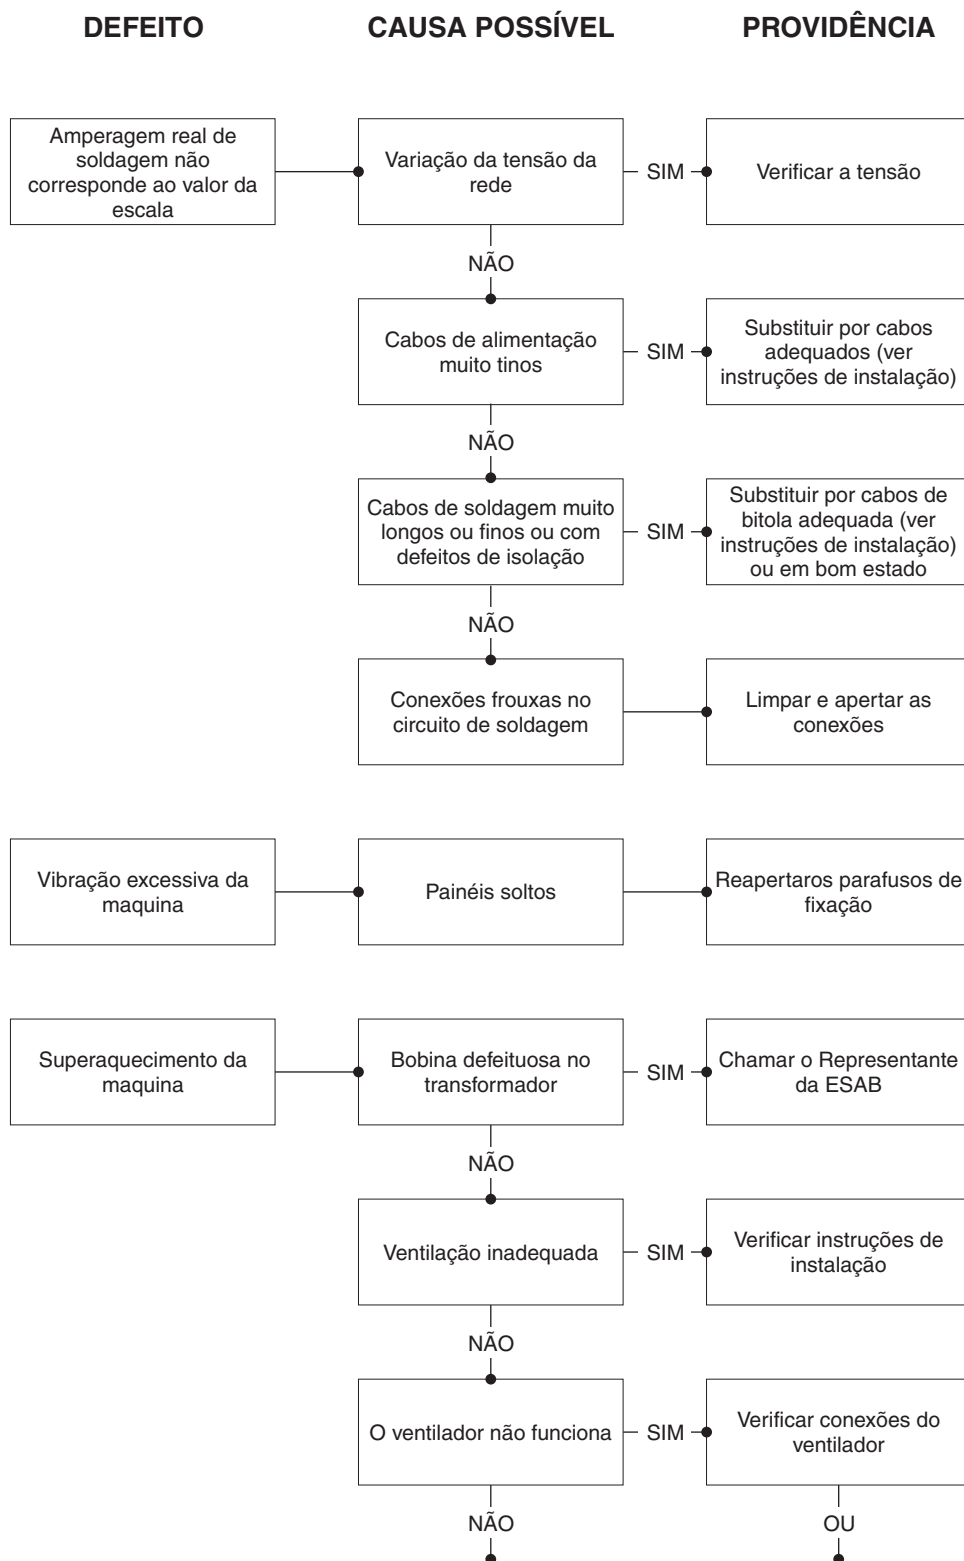 DEFEITO
CAUSA POSSÍVEL
PROVIDÊNCIA
Amperagem real de
soldagem não
corresponde ao valor da
escala
Variação da tensão da
rede
SIM
Verificar a tensão
NÃO
Cabos de alimentação
muito tinos
SIM
Substituir por cabos
adequados (ver
instruções de instalação)
NÃO
Cabos de soldagem muito
longos ou finos ou com
defeitos de isolação
SIM
Substituir por cabos de
bitola adequada (ver
instruções de instalação)
ou em bom estado
NÃO
Conexões frouxas no
circuito de soldagem
Limpar e apertar as
conexões
Vibração excessiva da
maquina
Painéis soltos
Reapertaros parafusos de
fixação
Superaquecimento da
maquina
Bobina defeituosa no
transformador
SIM
Chamar o Representante
da ESAB
NÃO
Ventilação inadequada
SIM
Verificar instruções de
instalação
NÃO
O ventilador não funciona
SIM
Verificar conexões do
ventilador
NÃO
OU